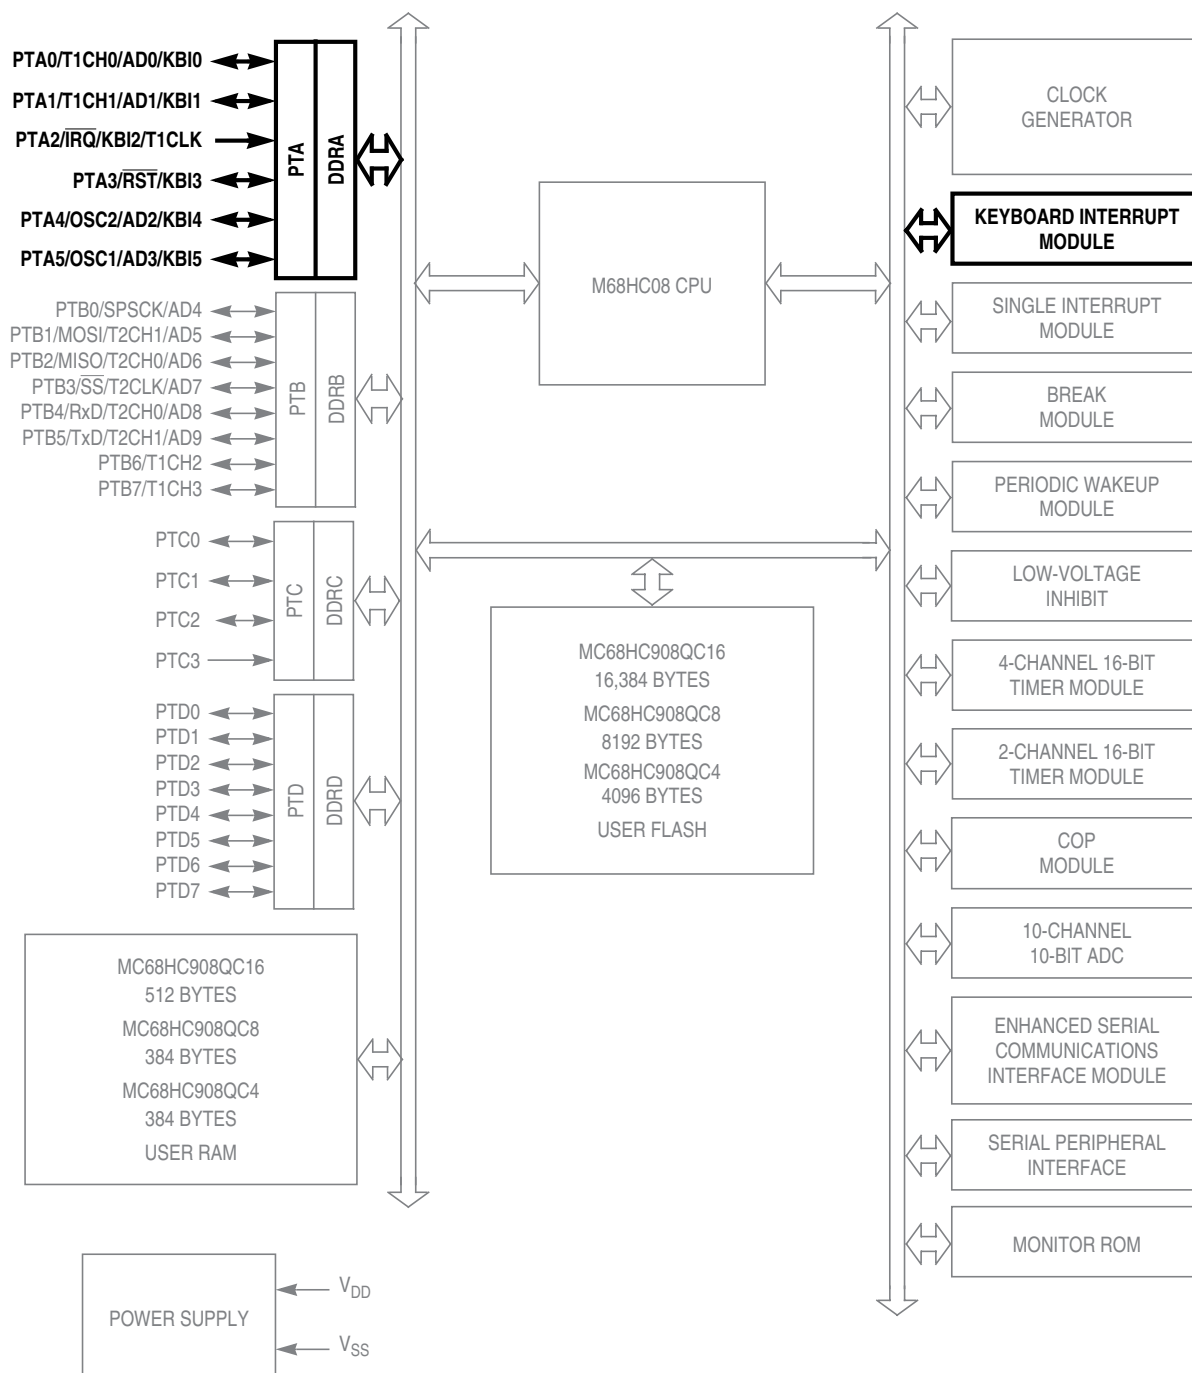 PTA0/T1CH0/AD0/KBI0
PTA1/T1CH1/AD1/KBI1
PTA2/IRQ/KBI2/T1CLK
PTA3/RST/KBI3
PTA4/OSC2/AD2/KBI4
PTA5/OSC1/AD3/KBI5
PTA
DDRA
PTB0/SPSCK/AD4
PTB1/MOSI/T2CH1/AD5
PTB2/MISO/T2CH0/AD6
PTB3/SS/T2CLK/AD7
PTB4/RxD/T2CH0/AD8
PTB5/TxD/T2CH1/AD9
PTB6/T1CH2
PTB7/T1CH3
PTB
DDRB
PTC0
PTC1
PTC2
PTC3
PTC
DDRC
PTD0
PTD1
PTD2
PTD3
PTD4
PTD5
PTD6
PTD7
PTD
DDRD
MC68HC908QC16
512 BYTES
MC68HC908QC8
384 BYTES
MC68HC908QC4
384 BYTES
USER RAM
POWER SUPPLY
VDD
VSS
M68HC08 CPU
MC68HC908QC16
16,384 BYTES
MC68HC908QC8
8192 BYTES
MC68HC908QC4
4096 BYTES
USER FLASH
CLOCK
GENERATOR
KEYBOARD INTERRUPT
MODULE
SINGLE INTERRUPT
MODULE
BREAK
MODULE
PERIODIC WAKEUP
MODULE
LOW-VOLTAGE
INHIBIT
4-CHANNEL 16-BIT
TIMER MODULE
2-CHANNEL 16-BIT
TIMER MODULE
COP
MODULE
10-CHANNEL
10-BIT ADC
ENHANCED SERIAL
COMMUNICATIONS
INTERFACE MODULE
SERIAL PERIPHERAL
INTERFACE
MONITOR ROM